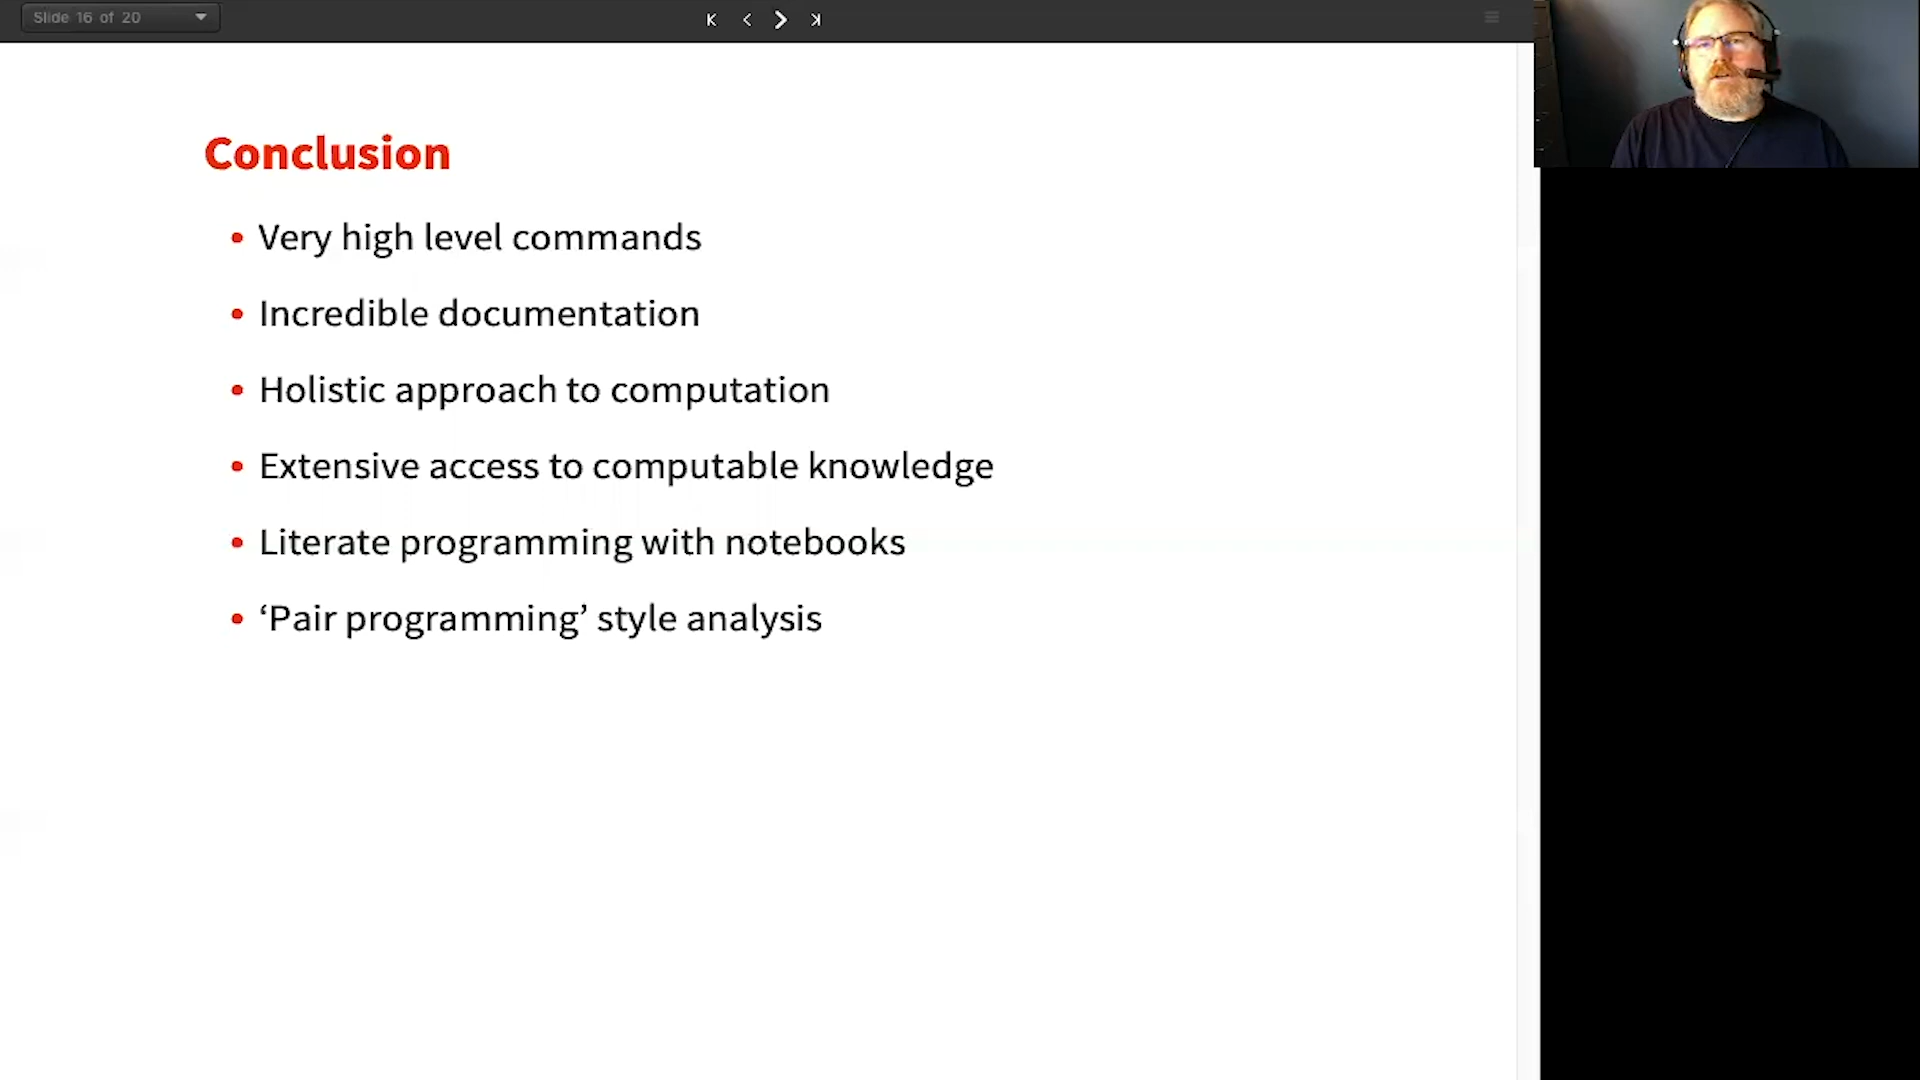 Slide 16 of 20
Conclusion
• Very high level commands
• Incredible documentation
• Holistic approach to computation
• Extensive access to computable knowledge
• Literate programming with notebooks
• ‘Pair programming’ style analysis